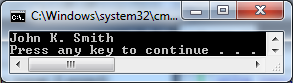 C:\Windows\system32\cm...
John K. Smith
Press any key to continue . . .